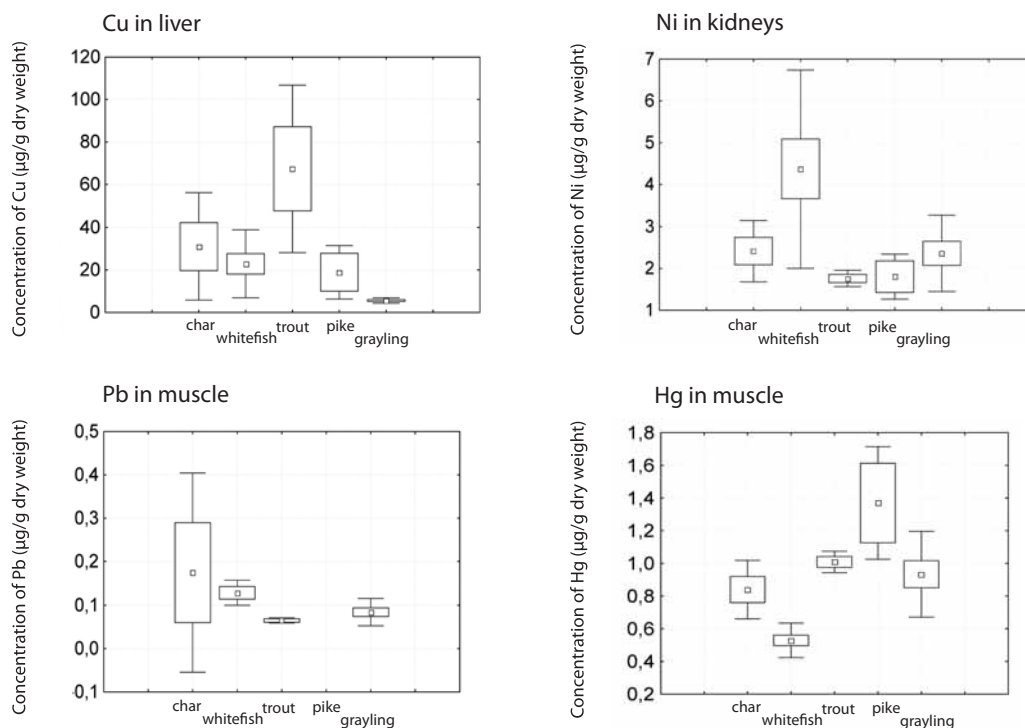 Cu in liver
Concentration of Cu (µg/g dry weight)
120
100
80
60
40
20
0
char
whitefish
trout
pike
grayling
Ni in kidneys
Concentration of Ni (µg/g dry weight)
7
6
5
4
3
2
1
char
whitefish
trout
pike
grayling
Pb in muscle
Concentration of Pb (µg/g dry weight)
0,5
0,4
0,3
0,2
0,1
0,0
0,1
char
whitefish
trout
pike
grayling
Hg in muscle
Concentration of Hg (µg/g dry weight)
1,8
1,6
1,4
1,2
1,0
0,8
0,6
0,4
0,2
char
whitefish
trout
pike
grayling